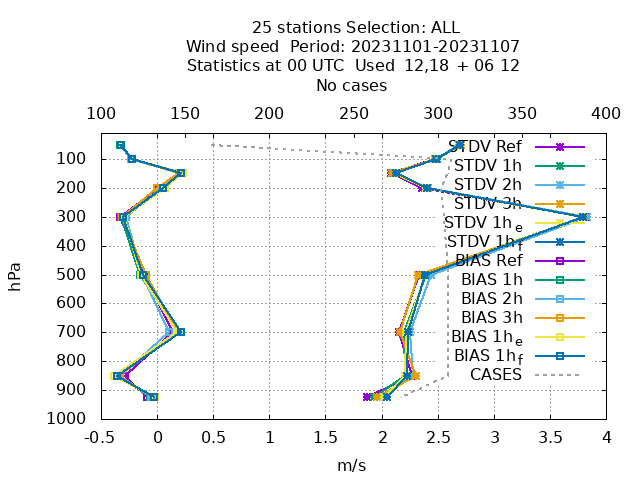 25 stations Selection: ALL
Wind speed  Period: 20231101-20231107
Statistics at 00 UTC  Used  12,18 + 06 12
No cases
100 150 200 250 300 350 400
STDV Ref
STDV 1h
STDV 2h
STDV 3h
STDV 1h_e
STDV 1h_f
BIAS Ref
BIAS 1h
BIAS 2h
BIAS 3h
BIAS 1h_e
BIAS 1h_f
CASES
hPa
100
200
300
400
500
600
700
800
900
1000
-0.5 0 0.5 1 1.5 2 2.5 3 3.5 4
m/s